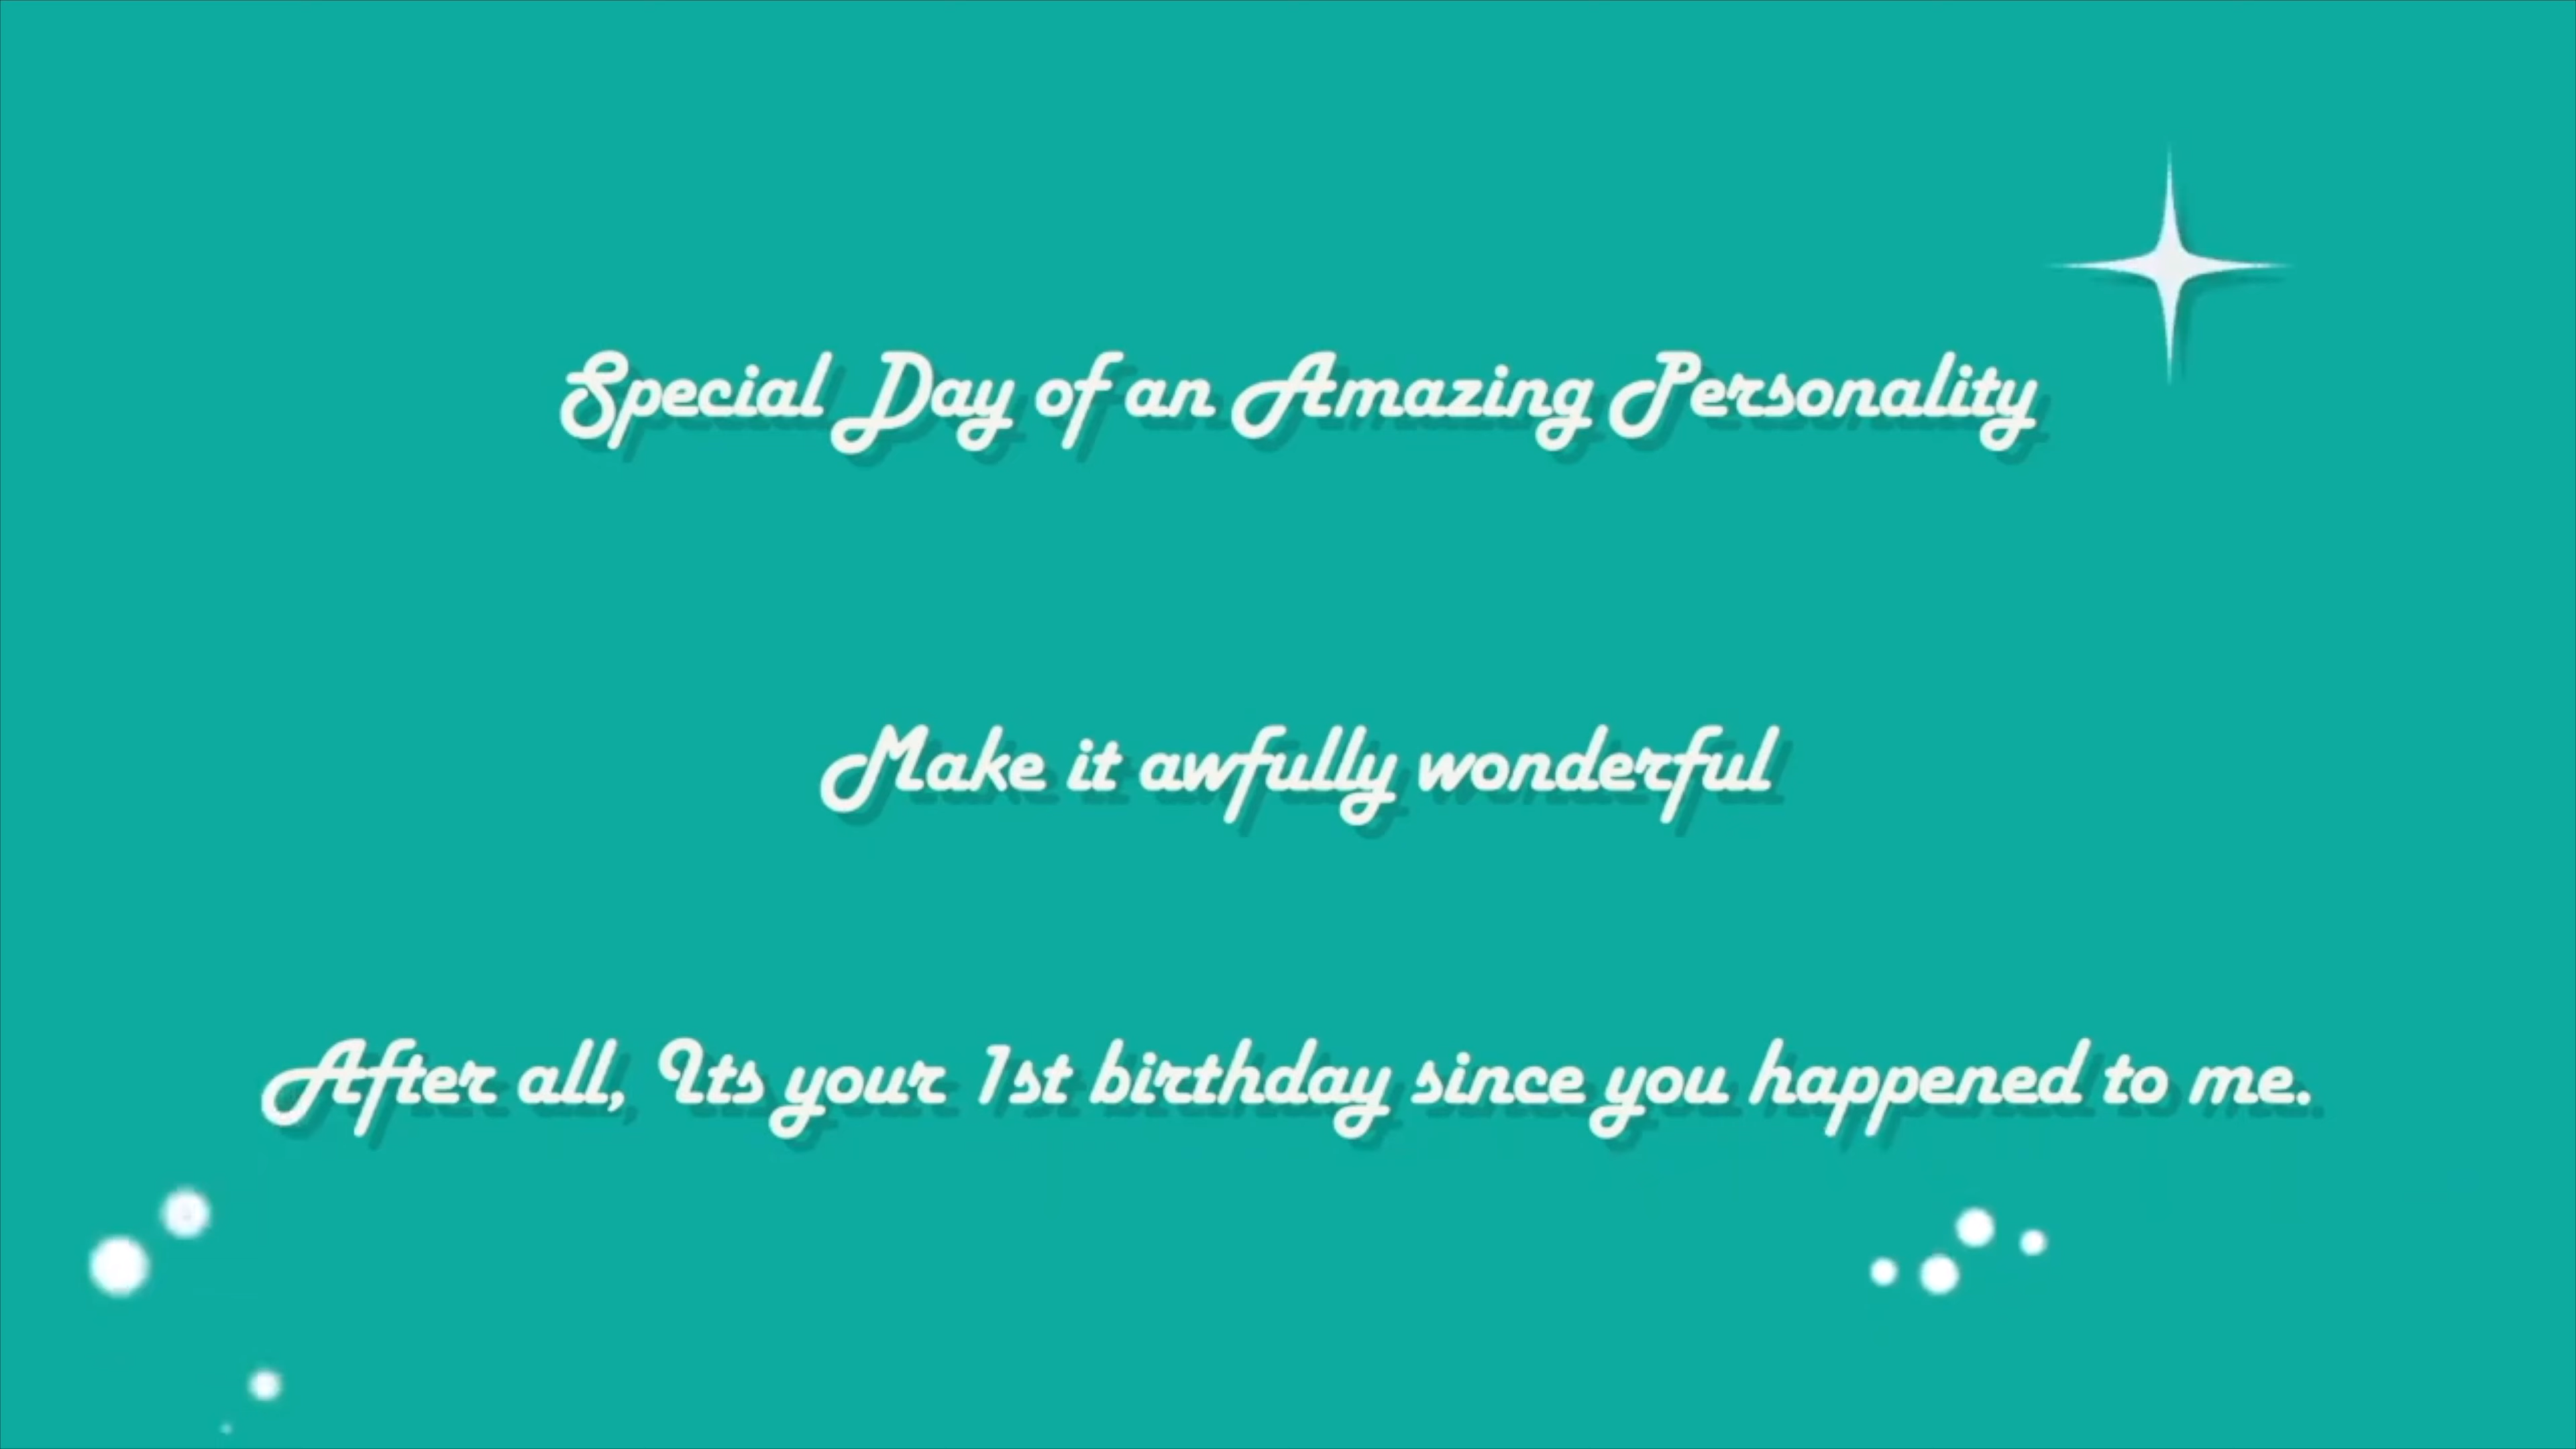 Special Day of an Amazing Personality
Make it awfully wonderful
After all, Its your 1st birthday since you happened to me.